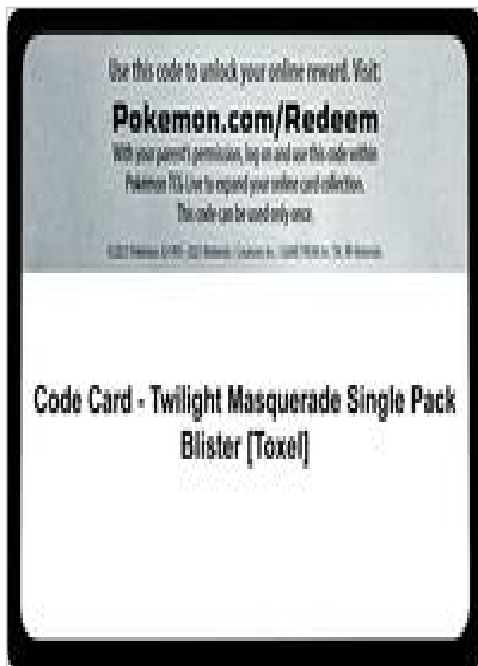 Use this code to unlock your online reward. Visit:
Pokemon.com/Redeem
With your parent's permission, log on and use this code within
Pokémon TCG Live to expand your online card collection.
This code can be used only once.
Code Card - Twilight Masquerade Single Pack
Blister [Toxel]